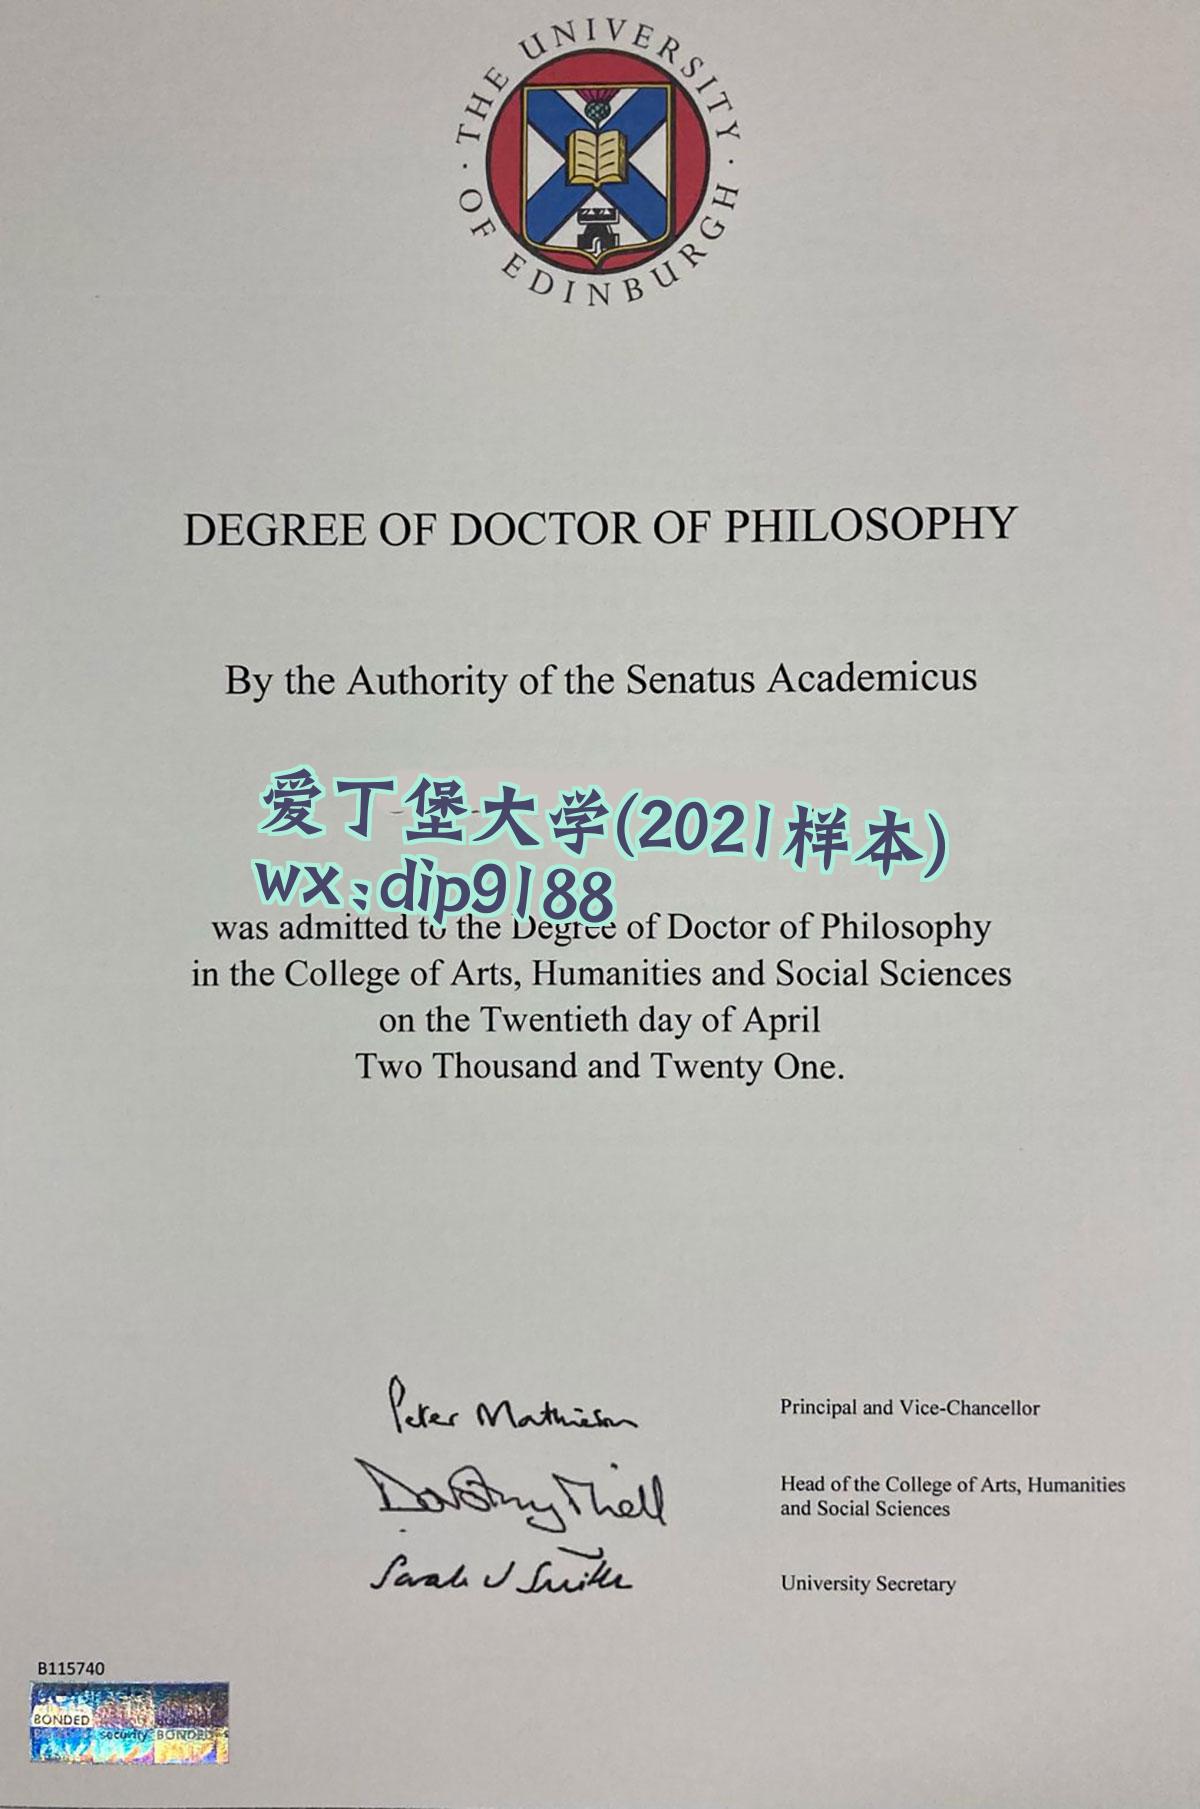 THE UNIVERSITY
OF EDINBURGH
DEGREE OF DOCTOR OF PHILOSOPHY
By the Authority of the Senatus Academicus
爱丁堡大学(2021样本)
wx:dip9188
was admitted to the Degree of Doctor of Philosophy
in the College of Arts, Humanities and Social Sciences
on the Twentieth day of April
Two Thousand and Twenty One.
Peter Mathieson
Principal and Vice-Chancellor
Head of the College of Arts, Humanities
and Social Sciences
Sarah J Smith
University Secretary
B115740
BONDED
security BONDED